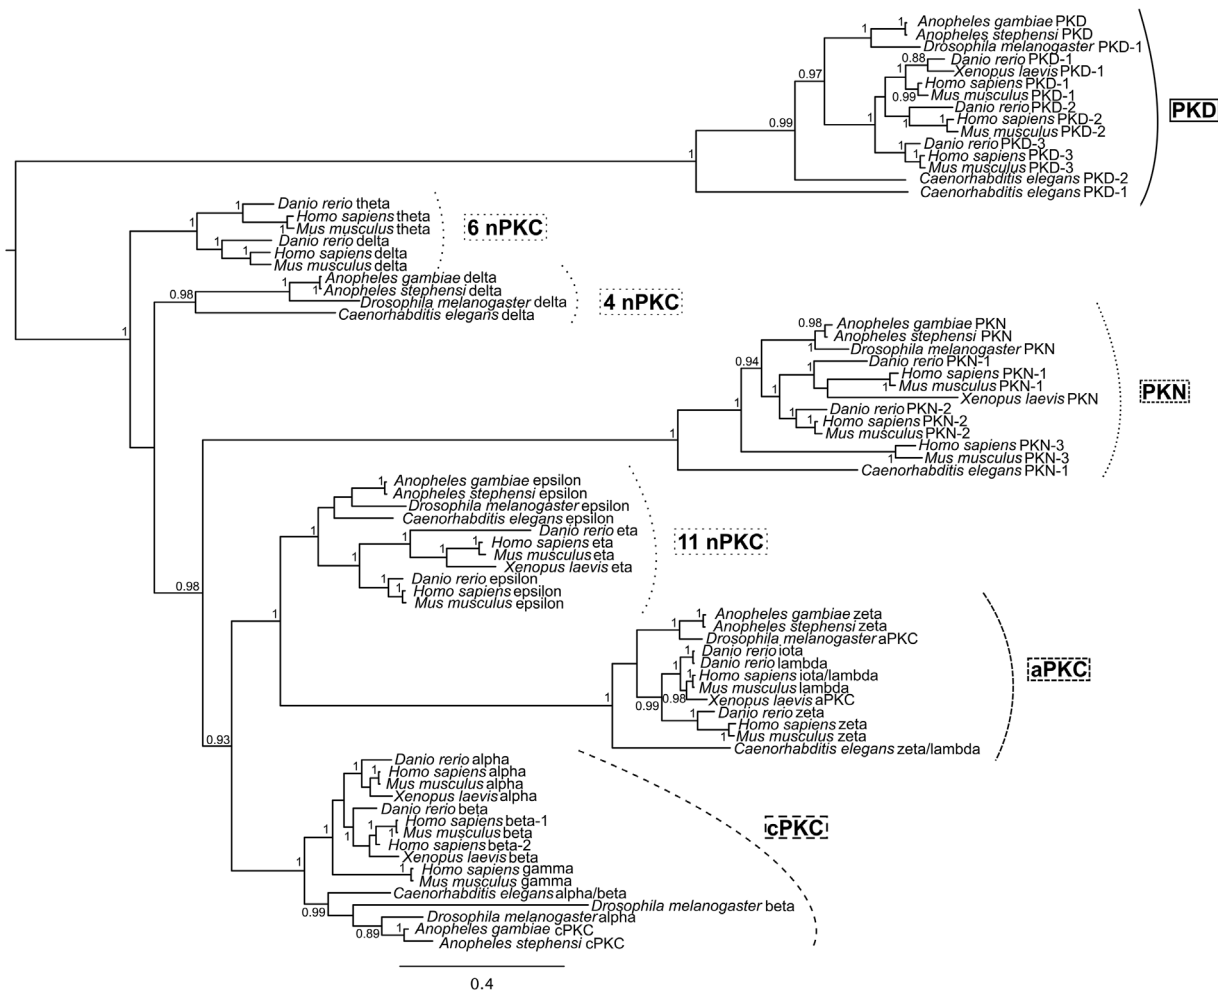 Anopheles gambiae PKD
Anopheles stephensi PKD
Drosophila melanogaster PKD-1
Danio rerio PKD-1
Xenopus laevis PKD-1
Homo sapiens PKD-1
Mus musculus PKD-1
Danio rerio PKD-2
Homo sapiens PKD-2
Mus musculus PKD-2
Danio rerio PKD-3
Homo sapiens PKD-3
Mus musculus PKD-3
Caenorhabditis elegans PKD-2
Caenorhabditis elegans PKD-1
1
1
0.88
0.97
0.99
1
1
0.99
1
1
1
PKD
Danio rerio theta
Homo sapiens theta
Mus musculus theta
Danio rerio delta
Homo sapiens delta
Mus musculus delta
1
1
1
1
1
6 nPKC
Anopheles gambiae delta
Anopheles stephensi delta
Drosophila melanogaster delta
Caenorhabditis elegans delta
0.98
1
1
1
4 nPKC
Anopheles gambiae PKN
Anopheles stephensi PKN
Drosophila melanogaster PKN
Danio rerio PKN-1
Homo sapiens PKN-1
Mus musculus PKN-1
Xenopus laevis PKN
Danio rerio PKN-2
Homo sapiens PKN-2
Mus musculus PKN-2
Homo sapiens PKN-3
Mus musculus PKN-3
Caenorhabditis elegans PKN-1
0.98
1
0.94
1
1
1
1
1
1
1
1
PKN
Anopheles gambiae epsilon
Anopheles stephensi epsilon
Drosophila melanogaster epsilon
Caenorhabditis elegans epsilon
Danio rerio eta
Homo sapiens eta
Mus musculus eta
Xenopus laevis eta
Danio rerio epsilon
Homo sapiens epsilon
Mus musculus epsilon
1
1
1
1
1
1
1
1
0.98
1
11 nPKC
Anopheles gambiae zeta
Anopheles stephensi zeta
Drosophila melanogaster aPKC
Danio rerio iota
Danio rerio lambda
Homo sapiens iota/lambda
Mus musculus lambda
Xenopus laevis aPKC
Danio rerio zeta
Homo sapiens zeta
Mus musculus zeta
Caenorhabditis elegans zeta/lambda
1
1
1
1
1
1
0.99
0.98
1
1
0.93
aPKC
Danio rerio alpha
Homo sapiens alpha
Mus musculus alpha
Xenopus laevis alpha
Danio rerio beta
Homo sapiens beta-1
Mus musculus beta
Homo sapiens beta-2
Xenopus laevis beta
Homo sapiens gamma
Mus musculus gamma
Caenorhabditis elegans alpha/beta
Drosophila melanogaster beta
Drosophila melanogaster alpha
Anopheles gambiae cPKC
Anopheles stephensi cPKC
1
1
1
1
1
1
1
1
0.99
0.89
1
cPKC
0.4